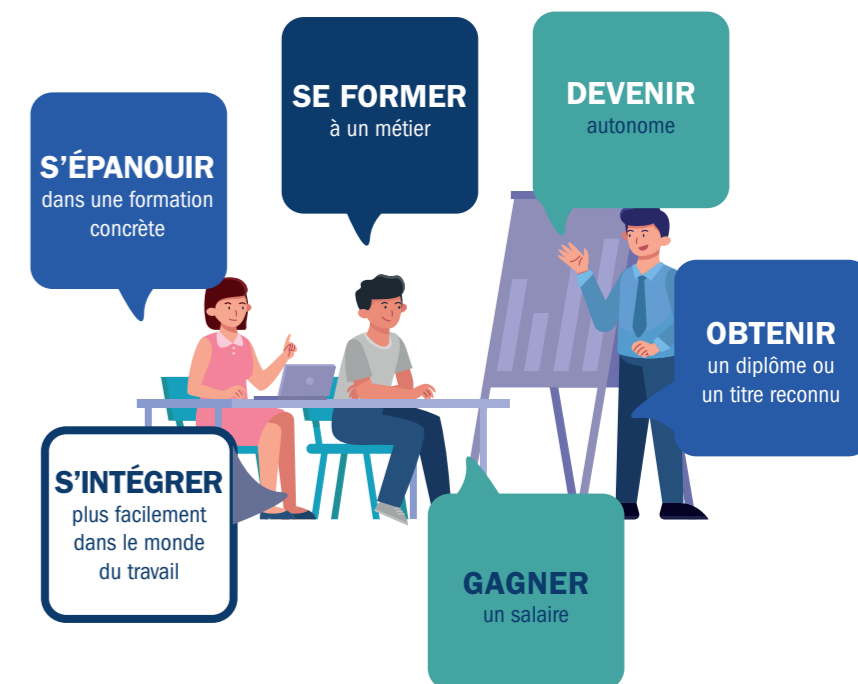 S'ÉPANOUIR
dans une formation
concrète
SE FORMER
à un métier
DEVENIR
autonome
OBTENIR
un diplôme ou
un titre reconnu
S'INTÉGRER
plus facilement
dans le monde
du travail
GAGNER
un salaire